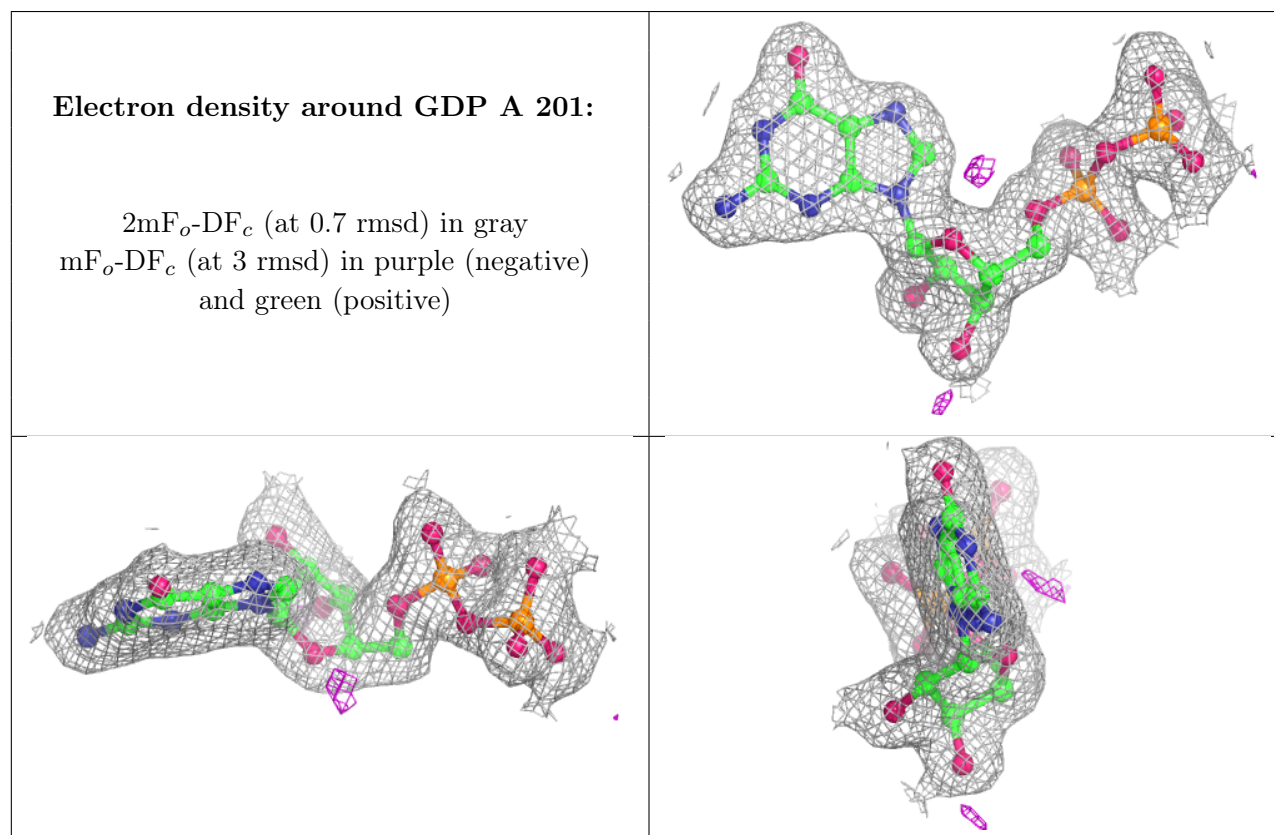 Electron density around GDP A 201:
2mFₒ-DF𝒸 (at 0.7 rmsd) in gray
mFₒ-DF𝒸 (at 3 rmsd) in purple (negative)
and green (positive)